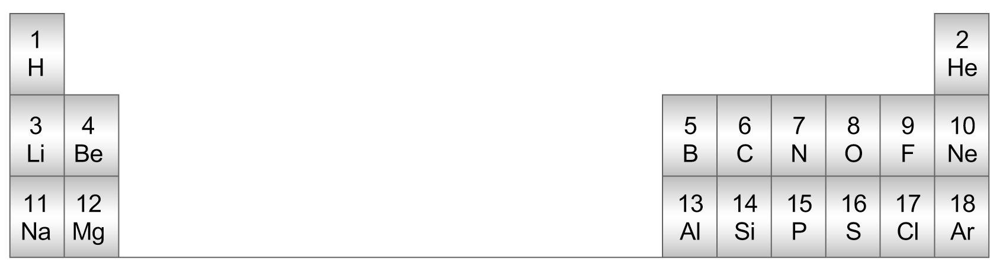 1 2
H He
3 4 5 6 7 8 9 10
Li Be B C N O F Ne
11 12 13 14 15 16 17 18
Na Mg Al Si P S Cl Ar